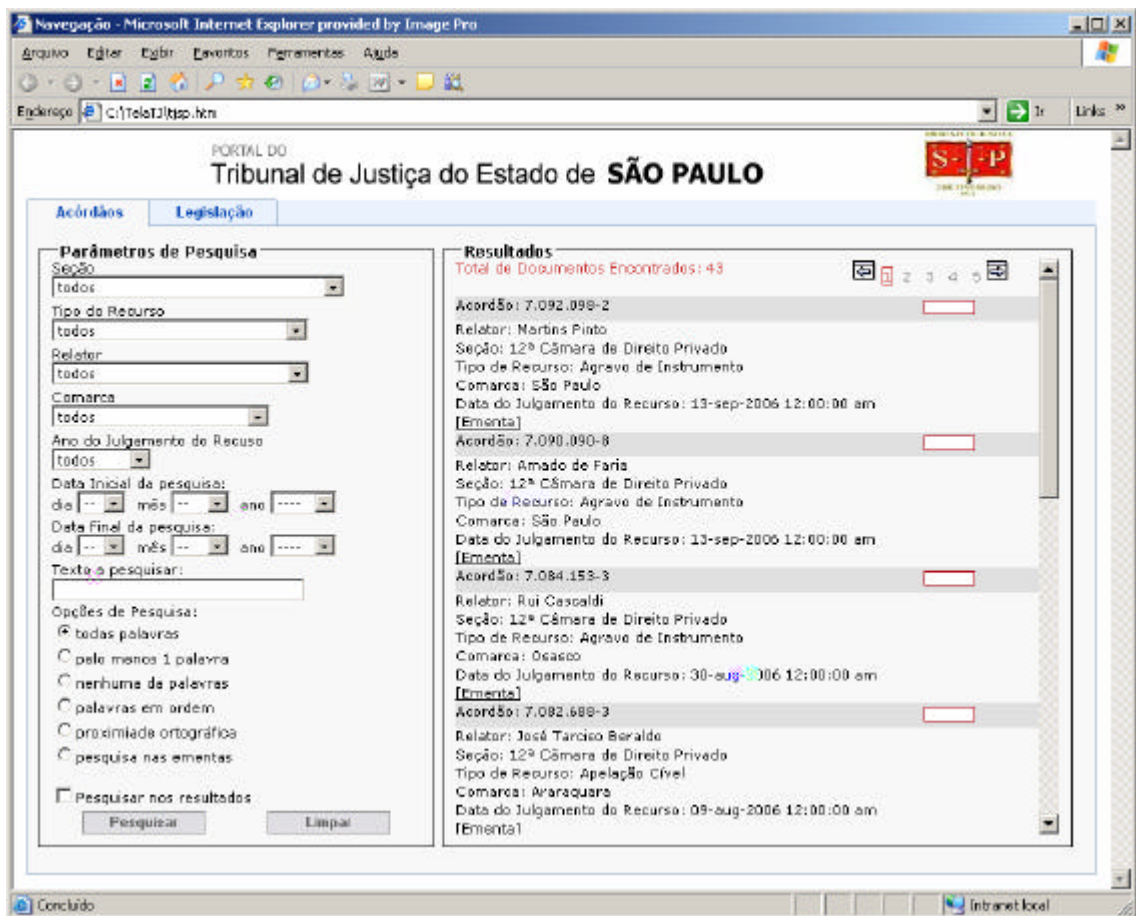 Navegação - Microsoft Internet Explorer provided by Image Pro
Arquivo Editar Exibir Favoritos Ferramentas Ajuda
Endereço C:\TelaTJ\tjsp.htm Ir Links »
PORTAL DO
Tribunal de Justiça do Estado de SÃO PAULO
S P
Acórdãos Legislação
Parâmetros de Pesquisa
Seção
todos
Tipo do Recurso
todos
Relator
todos
Comarca
todos
Ano do Julgamento do Recuso
todos
Data Inicial da pesquisa:
dia -- mês -- ano ----
Data Final da pesquisa:
dia -- mês -- ano ----
Texto a pesquisar:
Opções de Pesquisa:
todas palavras
pelo menos 1 palavra
nenhuma da palavras
palavras em ordem
proximiade ortográfica
pesquisa nas ementas
Pesquisar nos resultados
Pesquisar Limpar
Resultados
Total de Documentos Encontrados: 43
1 2 3 4 5
Acordão: 7.092.098-2
Relator: Martins Pinto
Seção: 12ª Câmara de Direito Privado
Tipo de Recurso: Agravo de Instrumento
Comarca: São Paulo
Data do Julgamento do Recurso: 13-sep-2006 12:00:00 am
[Ementa]
Acordão: 7.090.090-8
Relator: Amado de Faria
Seção: 12ª Câmara de Direito Privado
Tipo de Recurso: Agravo de Instrumento
Comarca: São Paulo
Data do Julgamento do Recurso: 13-sep-2006 12:00:00 am
[Ementa]
Acordão: 7.084.153-3
Relator: Rui Cascaldi
Seção: 12ª Câmara de Direito Privado
Tipo de Recurso: Agravo de Instrumento
Comarca: Osasco
Data do Julgamento do Recurso: 30-aug-2006 12:00:00 am
[Ementa]
Acordão: 7.082.688-3
Relator: José Tarciso Beraldo
Seção: 12ª Câmara de Direito Privado
Tipo de Recurso: Apelação Cível
Comarca: Araraquara
Data do Julgamento do Recurso: 09-aug-2006 12:00:00 am
[Ementa]
Concluído Intranet local